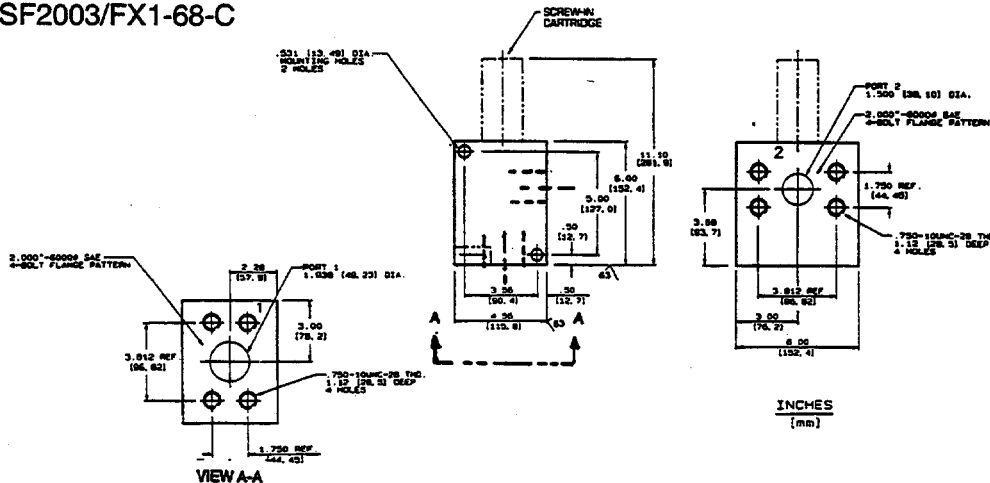 SF2003/FX1-68-C
SCREW-IN
CARTRIDGE
.531 [13,49] DIA.
MOUNTING HOLES
2 HOLES
11.10
6.00
[152,4]
5.00
[127,0]
.50
[12,7]
3.56
[90,4]
.50
[12,7]
4.56
[115,8]
63
63
A
A
PORT 2
1.500 [38,10] DIA.
2.000"-6000# SAE
4-BOLT FLANGE PATTERN
2
1.750 REF.
[44,45]
.750-10UNC-2B
1.12 [28,5] DEEP
4 HOLES
3.812 REF
[96,82]
3.00
[76,2]
6.00
[152,4]
2.000"-6000# SAE
4-BOLT FLANGE PATTERN
2.28
[57,9]
PORT 1
1.938 [49,23] DIA.
1
3.00
[76,2]
3.812 REF
[96,82]
.750-10UNC-2B THD.
1.12 [28,5] DEEP
4 HOLES
1.750 REF.
[44,45]
VIEW A-A
INCHES
[mm]